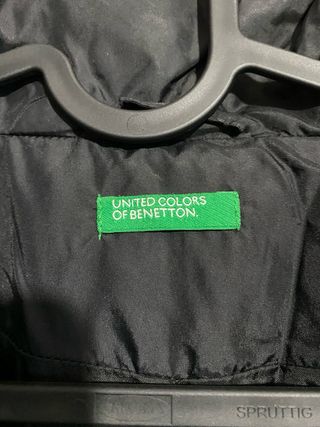 UNITED COLORS
OF BENETTON.
SPRUTTIG